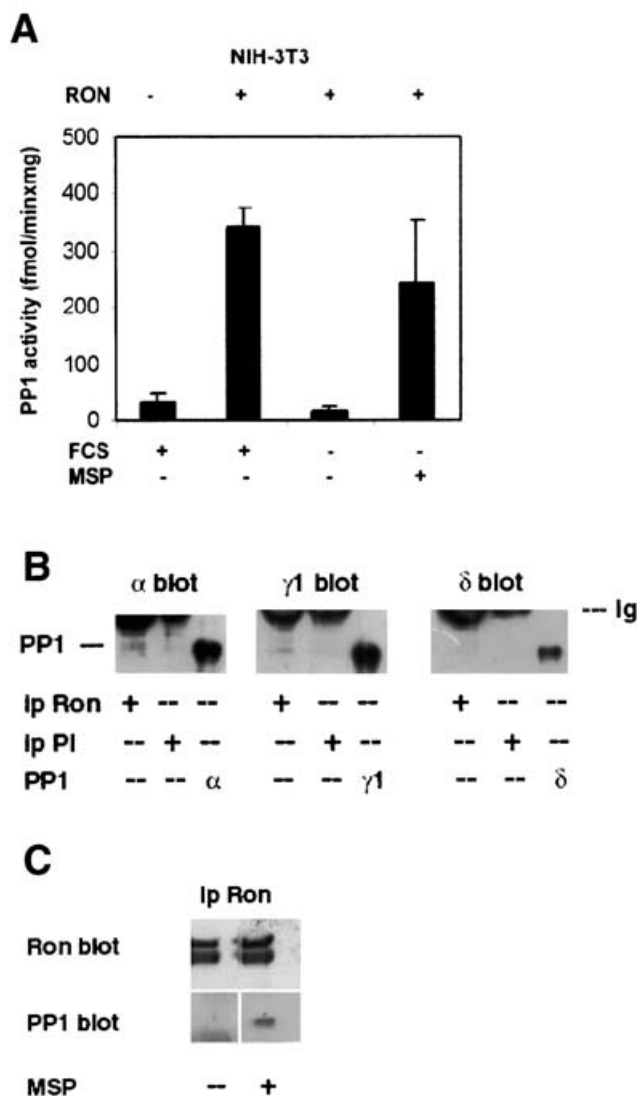 A
NIH-3T3
RON - + + +
PP1 activity (fmol/minxmg)
500
400
300
200
100
0
FCS + + - -
MSP - - - +
B
α blot γ1 blot δ blot
--- Ig
PP1 —
Ip Ron + -- -- + -- -- + -- --
Ip PI -- + -- -- + -- -- + --
PP1 -- -- α -- -- γ1 -- -- δ
C
Ip Ron
Ron blot
PP1 blot
MSP -- +